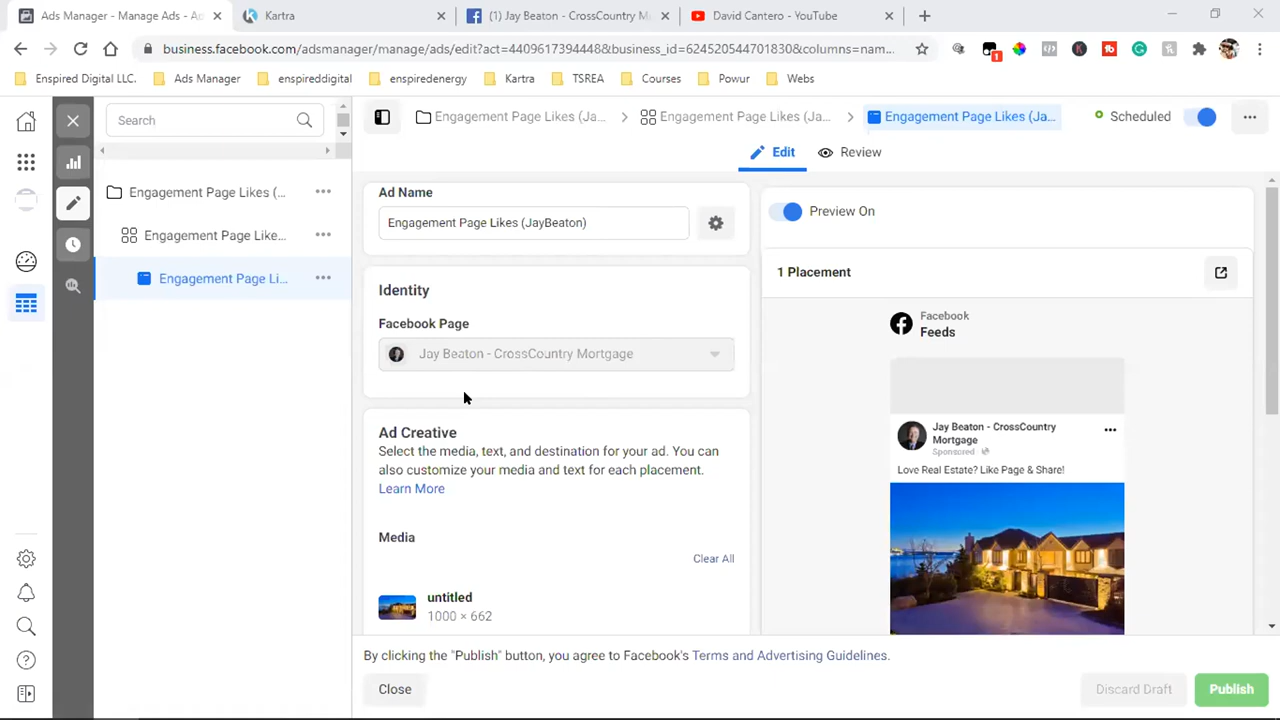 Ads Manager - Manage Ads - Ac
Kartra
(1) Jay Beaton - CrossCountry M
David Cantero - YouTube
business.facebook.com/adsmanager/manage/ads/edit?act=4409617394448&business_id=624520544701830&columns=nam...
1
Enspired Digital LLC.
Ads Manager
enspireddigital
enspiredenergy
Kartra
TSREA
Courses
Powur
Webs
Search
Engagement Page Likes (Ja...
Engagement Page Likes (Ja...
Engagement Page Likes (Ja...
Scheduled
Edit
Review
Engagement Page Likes (...
Engagement Page Like...
Engagement Page Li...
Ad Name
Engagement Page Likes (JayBeaton)
Identity
Facebook Page
Jay Beaton - CrossCountry Mortgage
Ad Creative
Select the media, text, and destination for your ad. You can
also customize your media and text for each placement.
Learn More
Media
Clear All
untitled
1000 × 662
Preview On
1 Placement
Facebook
Feeds
Jay Beaton - CrossCountry
Mortgage
Sponsored
Love Real Estate? Like Page & Share!
By clicking the "Publish" button, you agree to Facebook's Terms and Advertising Guidelines.
Close
Discard Draft
Publish